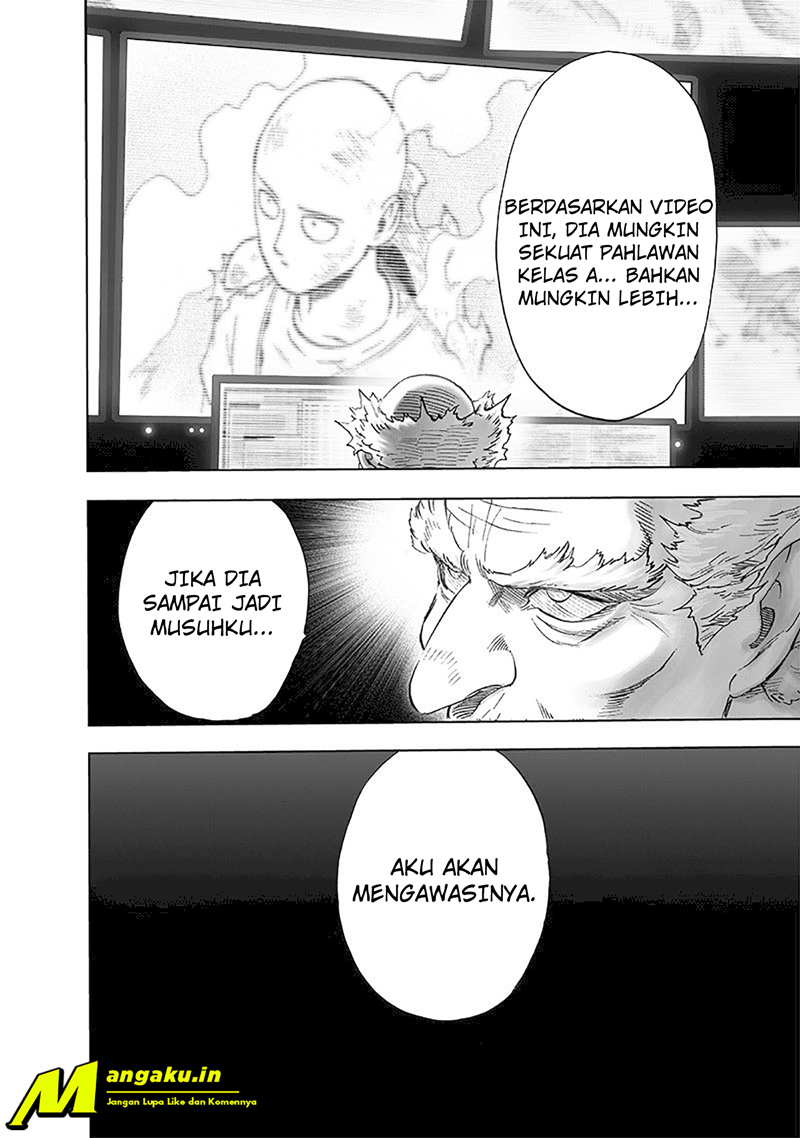 BERDASARKAN VIDEO
INI, DIA MUNGKIN
SEKUAT PAHLAWAN
KELAS A... BAHKAN
MUNGKIN LEBIH...
JIKA DIA
SAMPAI JADI
MUSUHKU...
AKU AKAN
MENGAWASINYA.
Mangaku.in
Jangan Lupa Like dan Komennya